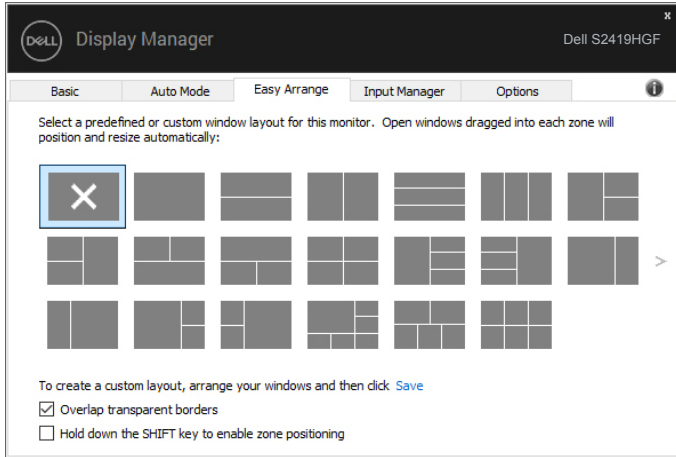 x
DELL Display Manager Dell S2419HGF
Basic Auto Mode Easy Arrange Input Manager Options i
Select a predefined or custom window layout for this monitor. Open windows dragged into each zone will
position and resize automatically:
>
To create a custom layout, arrange your windows and then click Save
Overlap transparent borders
Hold down the SHIFT key to enable zone positioning